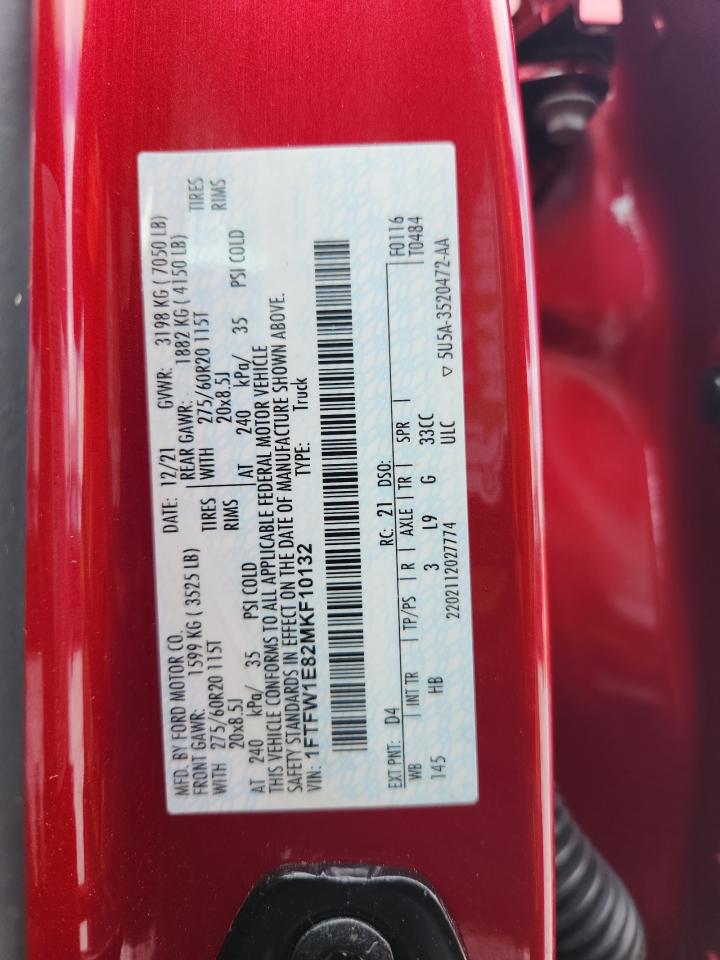 MFD. BY FORD MOTOR CO. DATE: 12/21 GVWR: 3198 KG ( 7050 LB)
FRONT GAWR: 1599 KG ( 3525 LB) REAR GAWR: 1882 KG ( 4150 LB)
WITH 275/60R20 115T TIRES WITH 275/60R20 115T TIRES
20x8.5J RIMS 20x8.5J RIMS
AT 240 kPa/ 35 PSI COLD AT 240 kPa/ 35 PSI COLD
THIS VEHICLE CONFORMS TO ALL APPLICABLE FEDERAL MOTOR VEHICLE
SAFETY STANDARDS IN EFFECT ON THE DATE OF MANUFACTURE SHOWN ABOVE.
VIN: 1FTFW1E82MKF10132 TYPE: Truck
EXT PNT: D4 RC: 21 DSO: F0116
WB INT TR TP/PS R AXLE TR SPR T0484
145 HB 3 L9 G 33CC
2202112027774 ULC ▽ 5U5A-3520472-AA